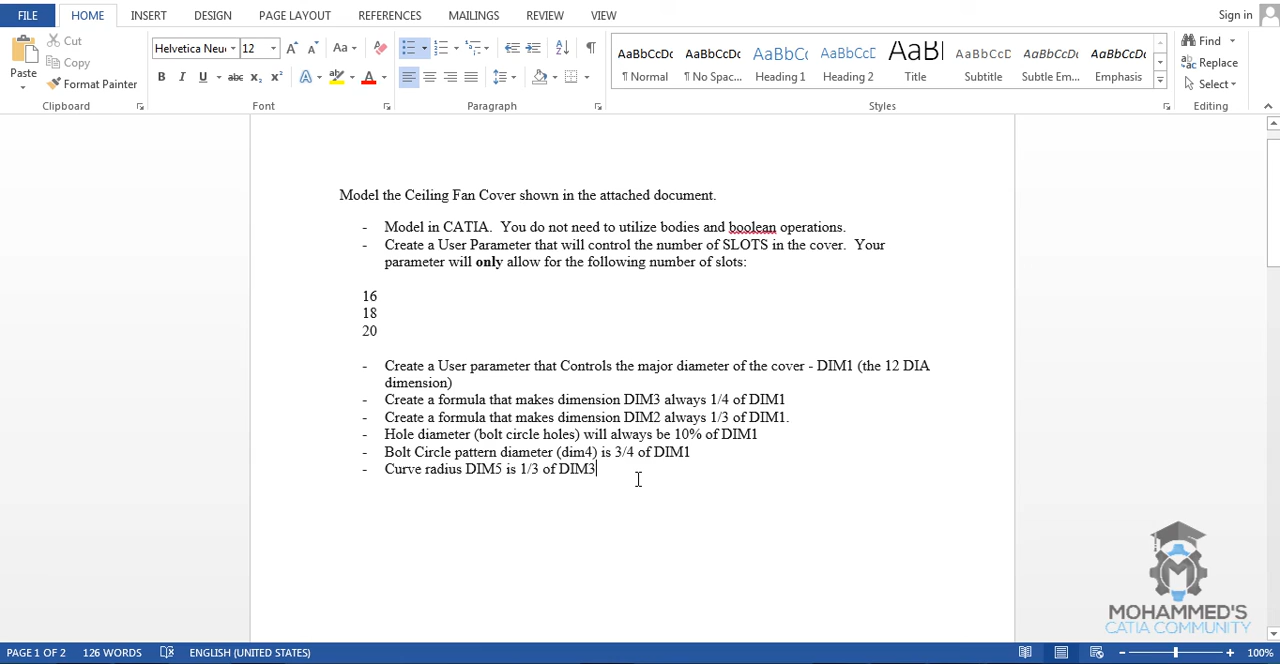 FILE HOME INSERT DESIGN PAGE LAYOUT REFERENCES MAILINGS REVIEW VIEW Sign in
Paste
Cut
Copy
Format Painter
Clipboard
Helvetica Neu 12
Font
Paragraph
AaBbCcDc AaBbCcDc AaBbCc AaBbCcD AaBl AaBbCcD AaBbCcDc AaBbCcDc
¶ Normal ¶ No Spac... Heading 1 Heading 2 Title Subtitle Subtle Em... Emphasis
Styles
Find
Replace
Select
Editing
Model the Ceiling Fan Cover shown in the attached document.
- Model in CATIA. You do not need to utilize bodies and boolean operations.
- Create a User Parameter that will control the number of SLOTS in the cover. Your
parameter will only allow for the following number of slots:
16
18
20
- Create a User parameter that Controls the major diameter of the cover - DIM1 (the 12 DIA
dimension)
- Create a formula that makes dimension DIM3 always 1/4 of DIM1
- Create a formula that makes dimension DIM2 always 1/3 of DIM1.
- Hole diameter (bolt circle holes) will always be 10% of DIM1
- Bolt Circle pattern diameter (dim4) is 3/4 of DIM1
- Curve radius DIM5 is 1/3 of DIM3
MOHAMMED'S
CATIA COMMUNITY
PAGE 1 OF 2 126 WORDS ENGLISH (UNITED STATES) 100%